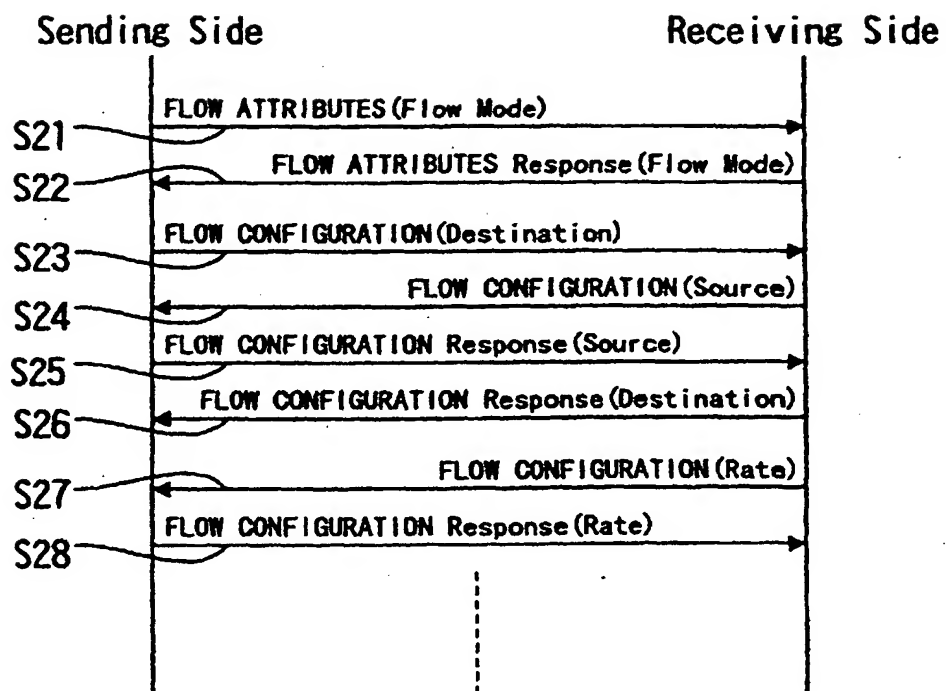 Sending Side
Receiving Side
FLOW ATTRIBUTES(Flow Mode)
S21
FLOW ATTRIBUTES Response(Flow Mode)
S22
FLOW CONFIGURATION(Destination)
S23
FLOW CONFIGURATION(Source)
S24
FLOW CONFIGURATION Response(Source)
S25
FLOW CONFIGURATION Response(Destination)
S26
FLOW CONFIGURATION(Rate)
S27
FLOW CONFIGURATION Response(Rate)
S28